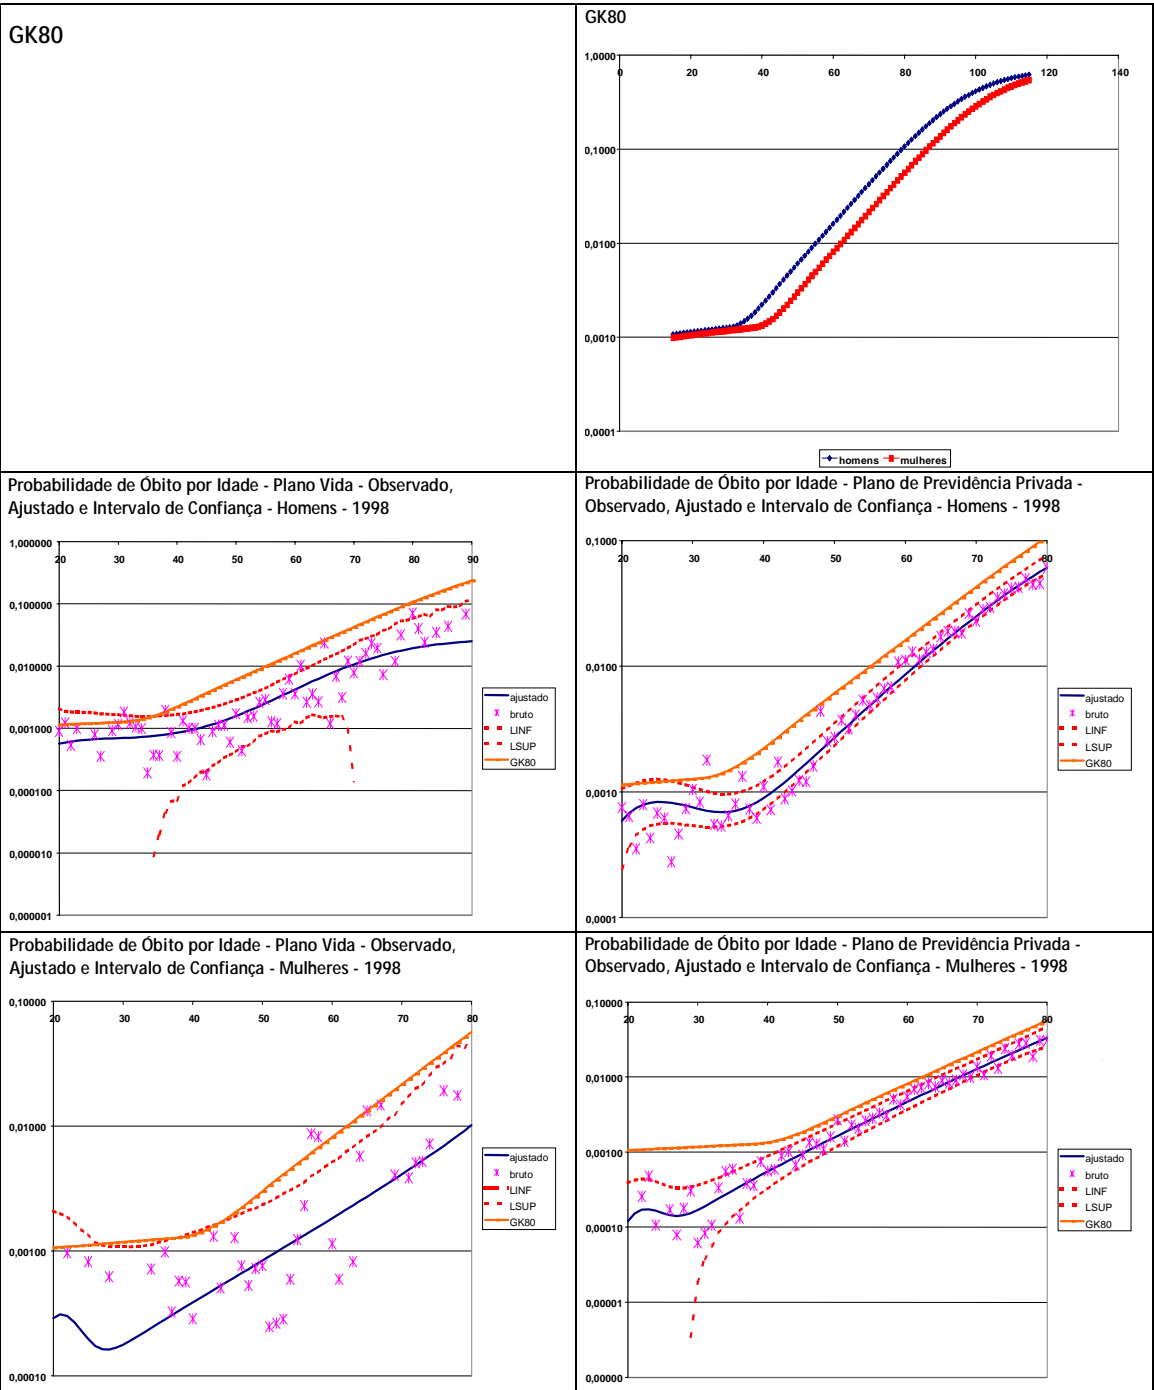 GK80
GK80
1,0000
0 20 40 60 80 100 120 140
0,1000
0,0100
0,0010
0,0001
homens mulheres
Probabilidade de Óbito por Idade - Plano Vida - Observado,
Ajustado e Intervalo de Confiança - Homens - 1998
1,000000
20 30 40 50 60 70 80 90
0,100000
0,010000
0,001000
0,000100
0,000010
0,000001
ajustado
bruto
LINF
LSUP
GK80
Probabilidade de Óbito por Idade - Plano de Previdência Privada -
Observado, Ajustado e Intervalo de Confiança - Homens - 1998
0,1000
20 30 40 50 60 70 80
0,0100
0,0010
0,0001
ajustado
bruto
LINF
LSUP
GK80
Probabilidade de Óbito por Idade - Plano Vida - Observado,
Ajustado e Intervalo de Confiança - Mulheres - 1998
0,10000
20 30 40 50 60 70 80
0,01000
0,00100
0,00010
ajustado
bruto
LINF
LSUP
GK80
Probabilidade de Óbito por Idade - Plano de Previdência Privada -
Observado, Ajustado e Intervalo de Confiança - Mulheres - 1998
0,10000
20 30 40 50 60 70 80
0,01000
0,00100
0,00010
0,00001
0,00000
ajustado
bruto
LINF
LSUP
GK80